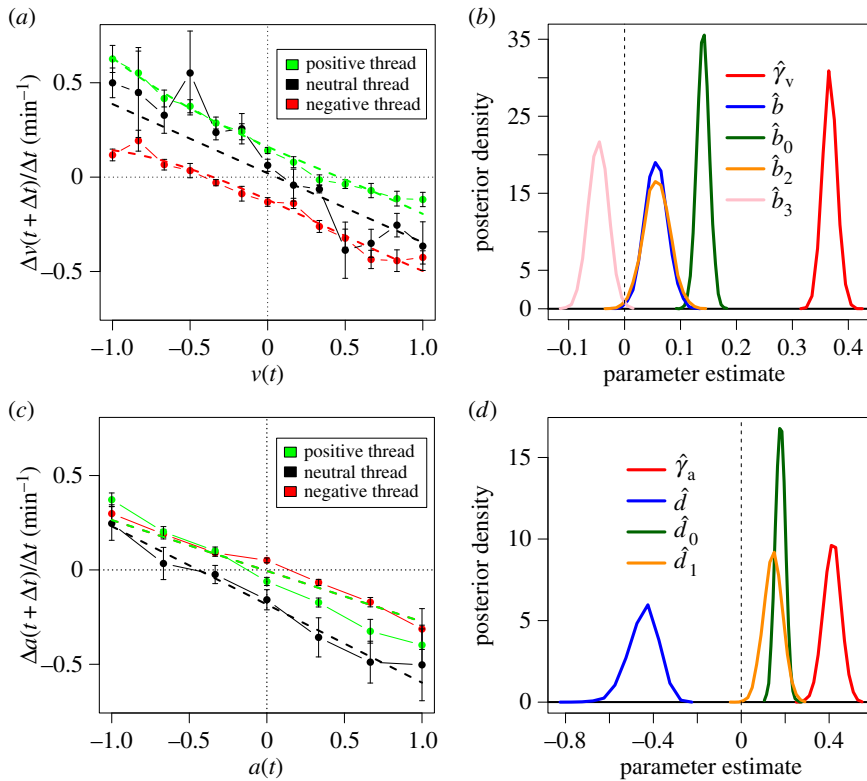 (a)
Δv(t + Δt)/Δt (min⁻¹)
0.5
0
−0.5
positive thread
neutral thread
negative thread
−1.0 −0.5 0 0.5 1.0
v(t)
(b)
posterior density
35
25
15
5
0
γ̂ᵥ
b̂
b̂₀
b̂₂
b̂₃
−0.1 0 0.1 0.2 0.3 0.4
parameter estimate
(c)
Δa(t + Δt)/Δt (min⁻¹)
0.5
0
−0.5
positive thread
neutral thread
negative thread
−1.0 −0.5 0 0.5 1.0
a(t)
(d)
posterior density
15
10
5
0
γ̂ₐ
d̂
d̂₀
d̂₁
−0.8 −0.4 0 0.4
parameter estimate